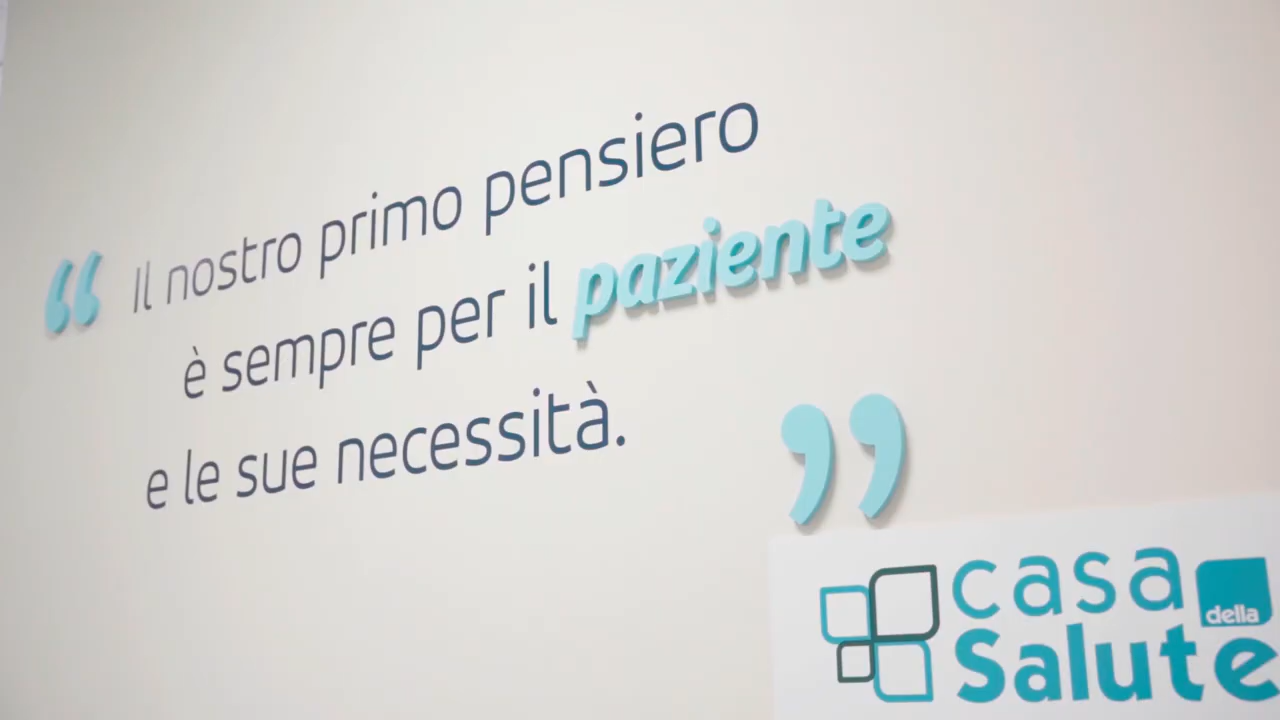 “ Il nostro primo pensiero
è sempre per il paziente
e le sue necessità. ”
casa della
Salute